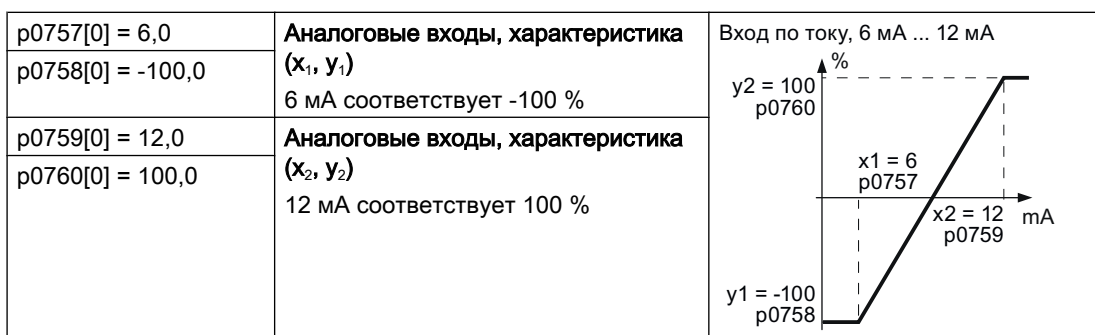 p0757[0] = 6,0
p0758[0] = -100,0
Аналоговые входы, характеристика
(x₁, y₁)
6 мА соответствует -100 %
p0759[0] = 12,0
p0760[0] = 100,0
Аналоговые входы, характеристика
(x₂, y₂)
12 мА соответствует 100 %
Вход по току, 6 мА ... 12 мА
%
y2 = 100
p0760
x1 = 6
p0757
x2 = 12
p0759
mA
y1 = -100
p0758